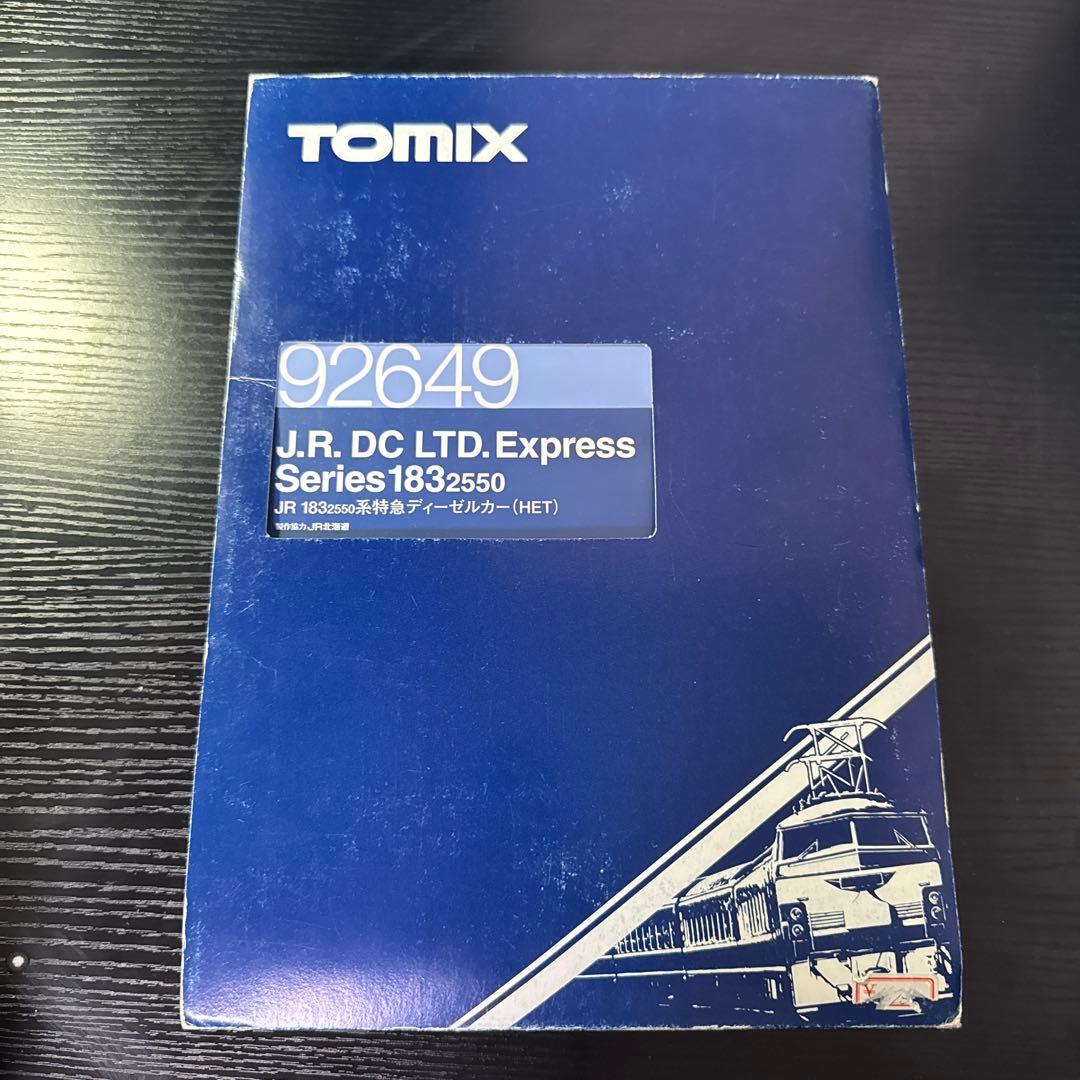 TOMIX
92649
J.R. DC LTD. Express
Series 183 2550
JR 183 2550系特急ディーゼルカー(HET)
製作協力 JR北海道
¥